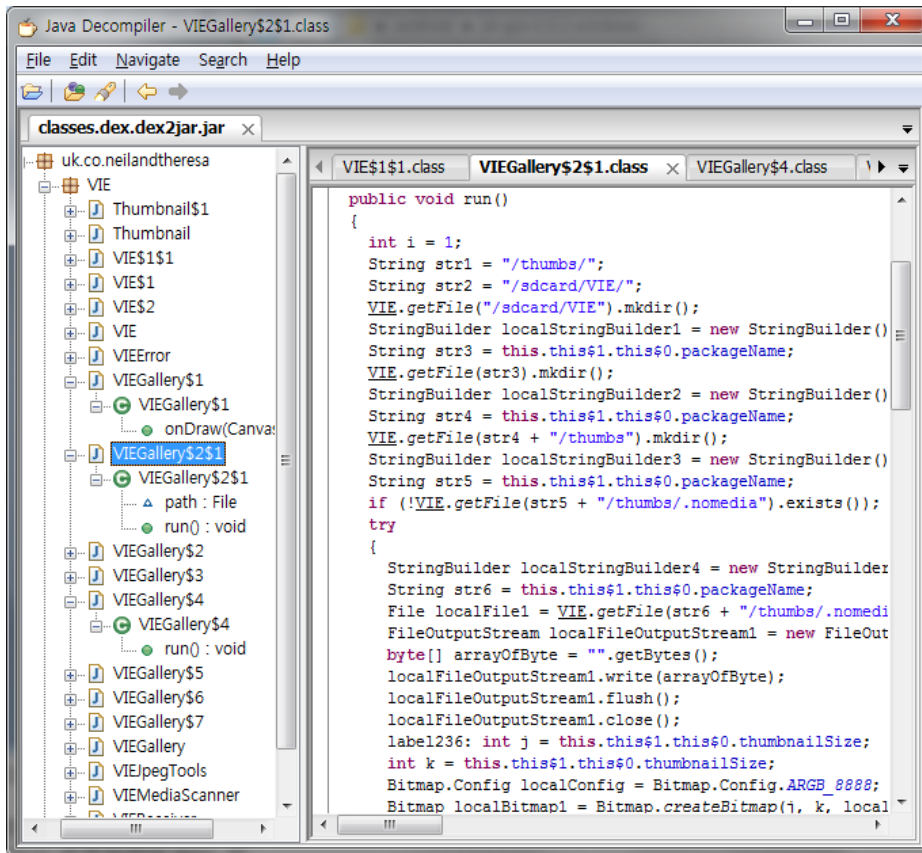 Java Decompiler - VIEGallery$2$1.class
File Edit Navigate Search Help
classes.dex.dex2jar.jar
uk.co.neilandtheresa
VIE
Thumbnail$1
Thumbnail
VIE$1$1
VIE$1
VIE$2
VIE
VIEError
VIEGallery$1
VIEGallery$1
onDraw(Canvas
VIEGallery$2$1
VIEGallery$2$1
path : File
run() : void
VIEGallery$2
VIEGallery$3
VIEGallery$4
VIEGallery$4
run() : void
VIEGallery$5
VIEGallery$6
VIEGallery$7
VIEGallery
VIEJpegTools
VIEMediaScanner
VIE$1$1.class VIEGallery$2$1.class VIEGallery$4.class
public void run()
{
int i = 1;
String str1 = "/thumbs/";
String str2 = "/sdcard/VIE/";
VIE.getFile("/sdcard/VIE").mkdir();
StringBuilder localStringBuilder1 = new StringBuilder()
String str3 = this.this$1.this$0.packageName;
VIE.getFile(str3).mkdir();
StringBuilder localStringBuilder2 = new StringBuilder()
String str4 = this.this$1.this$0.packageName;
VIE.getFile(str4 + "/thumbs").mkdir();
StringBuilder localStringBuilder3 = new StringBuilder()
String str5 = this.this$1.this$0.packageName;
if (!VIE.getFile(str5 + "/thumbs/.nomedia").exists());
try
{
StringBuilder localStringBuilder4 = new StringBuilder
String str6 = this.this$1.this$0.packageName;
File localFile1 = VIE.getFile(str6 + "/thumbs/.nomedi
FileOutputStream localFileOutputStream1 = new FileOut
byte[] arrayOfByte = "".getBytes();
localFileOutputStream1.write(arrayOfByte);
localFileOutputStream1.flush();
localFileOutputStream1.close();
label236: int j = this.this$1.this$0.thumbnailSize;
int k = this.this$1.this$0.thumbnailSize;
Bitmap.Config localConfig = Bitmap.Config.ARGB_8888;
Bitmap localBitmap1 = Bitmap.createBitmap(j, k, local